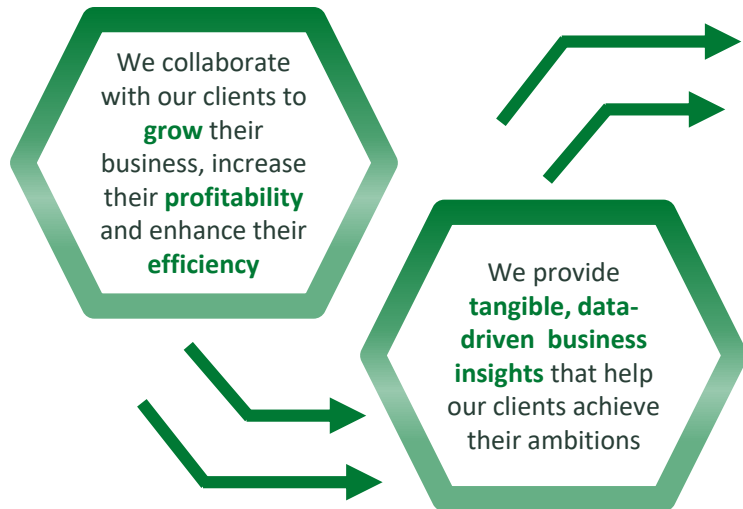 We collaborate
with our clients to
grow their
business, increase
their profitability
and enhance their
efficiency
We provide
tangible, data-
driven  business
insights that help
our clients achieve
their ambitions